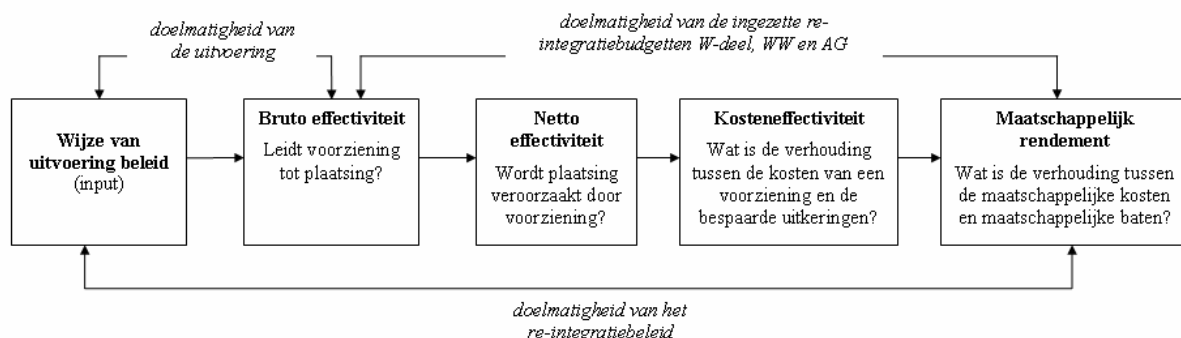 doelmatigheid van
de uitvoering
doelmatigheid van de ingezette re-
integratiebudgetten W-deel, WW en AG
Wijze van
uitvoering beleid
(input)
Bruto effectiviteit
Leidt voorziening
tot plaatsing?
Netto
effectiviteit
Wordt plaatsing
veroorzaakt door
voorziening?
Kosteneffectiviteit
Wat is de verhouding
tussen de kosten van een
voorziening en de
bespaarde uitkeringen?
Maatschappelijk
rendement
Wat is de verhouding tussen
de maatschappelijke kosten
en maatschappelijke baten?
doelmatigheid van het
re-integratiebeleid